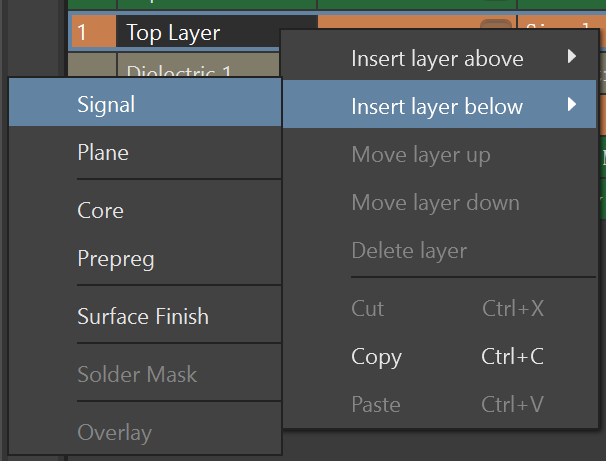 1 Top Layer
Dielectric 1
Insert layer above
Insert layer below
Move layer up
Move layer down
Delete layer
Cut Ctrl+X
Copy Ctrl+C
Paste Ctrl+V
Signal
Plane
Core
Prepreg
Surface Finish
Solder Mask
Overlay